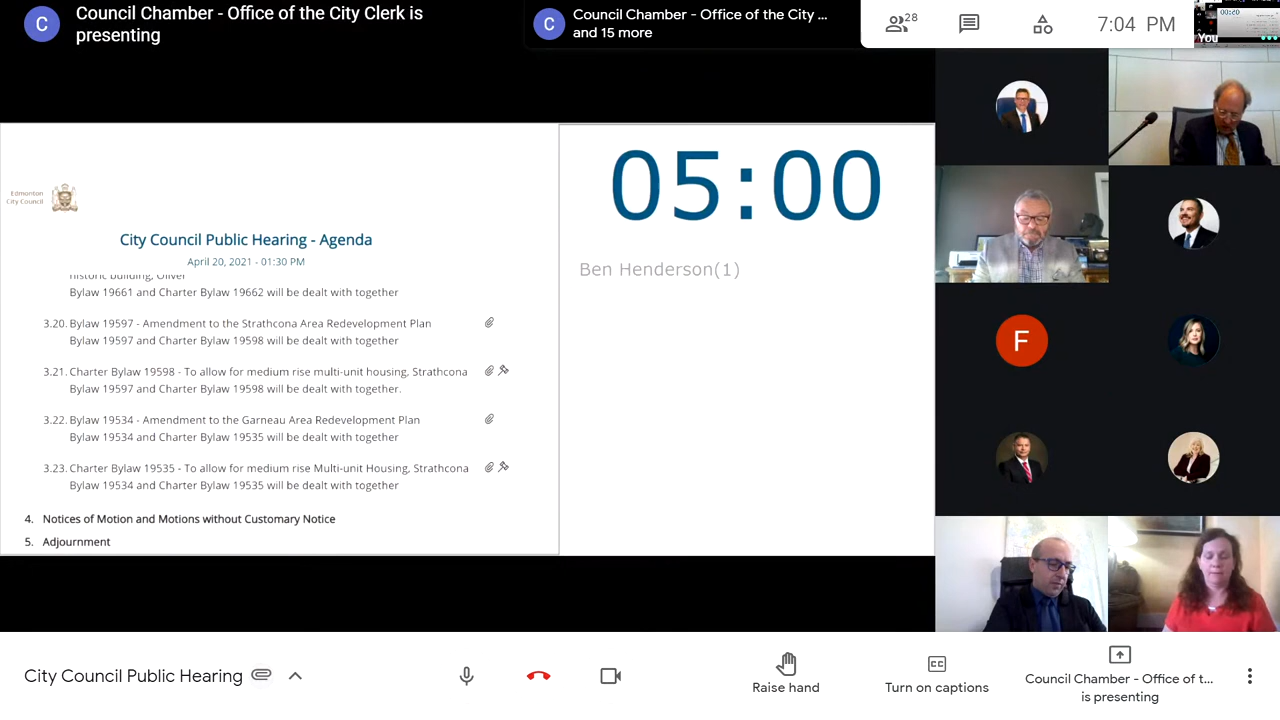 C
Council Chamber - Office of the City Clerk is
presenting
C
Council Chamber - Office of the City ...
and 15 more
28
7:04 PM
You
Edmonton
City Council
City Council Public Hearing - Agenda
April 20, 2021 - 01:30 PM
historic building, Oliver
Bylaw 19661 and Charter Bylaw 19662 will be dealt with together
3.20. Bylaw 19597 - Amendment to the Strathcona Area Redevelopment Plan
Bylaw 19597 and Charter Bylaw 19598 will be dealt with together
3.21. Charter Bylaw 19598 - To allow for medium rise multi-unit housing, Strathcona
Bylaw 19597 and Charter Bylaw 19598 will be dealt with together.
3.22. Bylaw 19534 - Amendment to the Garneau Area Redevelopment Plan
Bylaw 19534 and Charter Bylaw 19535 will be dealt with together
3.23. Charter Bylaw 19535 - To allow for medium rise Multi-unit Housing, Strathcona
Bylaw 19534 and Charter Bylaw 19535 will be dealt with together
4. Notices of Motion and Motions without Customary Notice
5. Adjournment
05:00
Ben Henderson(1)
F
City Council Public Hearing
Raise hand
CC
Turn on captions
Council Chamber - Office of t...
is presenting